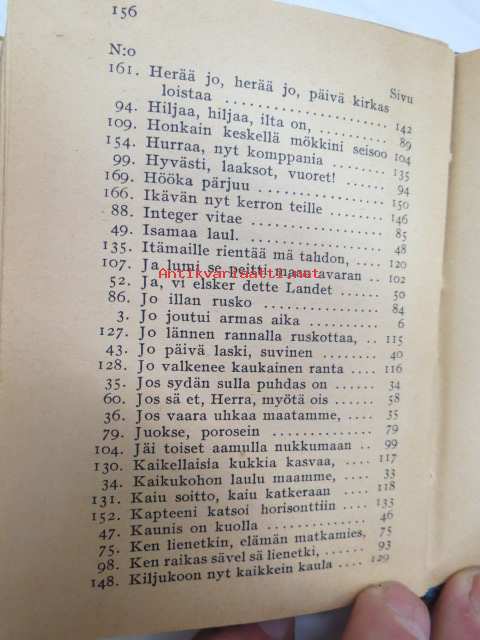 156
N:o Sivu
161. Herää jo, herää jo, päivä kirkas
loistaa .................. 142
94. Hiljaa, hiljaa, ilta on, .......... 89
109. Honkain keskellä mökkini seisoo 104
154. Hurraa, nyt komppania ........ 135
99. Hyvästi, laaksot, vuoret! ...... 94
169. Hööka pärjuu ................ 150
166. Ikävän nyt kerron teille ........ 146
88. Integer vitae .................. 85
49. Isamaa laul. .................. 48
135. Itämaille rientää mä tahdon, .... 120
107. Ja lumi se peitti maan tavaran .. 102
Antikvariaatti.net
52. Ja, vi elsker dette Landet ...... 50
86. Jo illan rusko ................ 84
3. Jo joutui armas aika .......... 6
127. Jo lännen rannalla ruskottaa, .. 115
43. Jo päivä laski, suvinen ........ 40
128. Jo valkenee kaukainen ranta .... 116
35. Jos sydän sulla puhdas on ...... 34
60. Jos sä et, Herra, myötä ois .... 58
36. Jos vaara uhkaa maatamme, .... 35
79. Juokse, porosein .............. 79
104. Jäi toiset aamulla nukkumaan .. 99
130. Kaikellaisia kukkia kasvaa, .... 117
34. Kaikukohon laulu maamme, .... 33
131. Kaiu soitto, kaiu katkeraan .... 118
152. Kapteeni katsoi horisonttiin .... 133
47. Kaunis on kuolla .............. 46
75. Ken lienetkin, elämän matkamies, 75
98. Ken raikas sävel sä lienetki, .... 93
148. Kiljukoon nyt kaikkein kaula .... 129